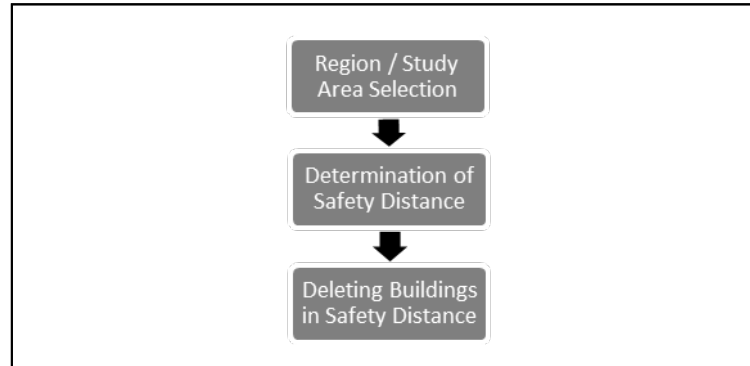 Region / Study
Area Selection
Determination of
Safety Distance
Deleting Buildings
in Safety Distance